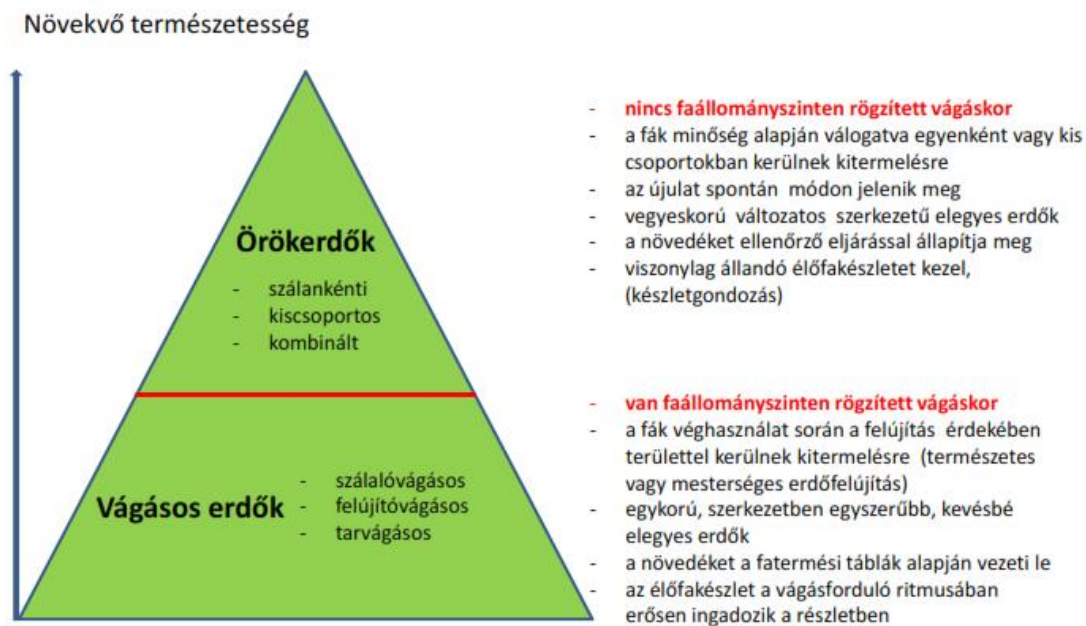 Növekvő természetesség
Örökerdők
- szálankénti
- kiscsoportos
- kombinált
- nincs faállományszinten rögzített vágáskor
- a fák minőség alapján válogatva egyenként vagy kis
csoportokban kerülnek kitermelésre
- az újulat spontán módon jelenik meg
- vegyeskorú változatos szerkezetű elegyes erdők
- a növedéket ellenőrző eljárással állapítja meg
- viszonylag állandó élőfakészletet kezel,
(készletgondozás)
Vágásos erdők
- szálalóvágásos
- felújítóvágásos
- tarvágásos
- van faállományszinten rögzített vágáskor
- a fák véghasználat során a felújítás érdekében
területtel kerülnek kitermelésre (természetes
vagy mesterséges erdőfelújítás)
- egykorú, szerkezetben egyszerűbb, kevésbé
elegyes erdők
- a növedéket a fatermési táblák alapján vezeti le
- az élőfakészlet a vágásforduló ritmusában
erősen ingadozik a részletben